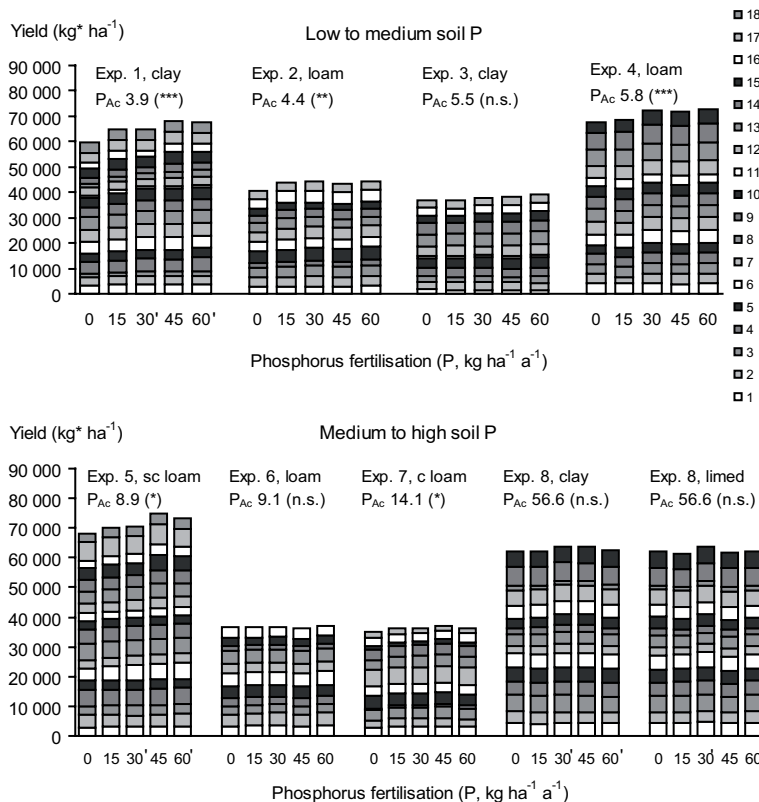 Yield (kg* ha⁻¹)
Low to medium soil P
90 000
80 000
70 000
60 000
50 000
40 000
30 000
20 000
10 000
0
Exp. 1, clay
P_Ac 3.9 (***)
Exp. 2, loam
P_Ac 4.4 (**)
Exp. 3, clay
P_Ac 5.5 (n.s.)
Exp. 4, loam
P_Ac 5.8 (***)
0 15 30' 45 60' 0 15 30 45 60 0 15 30 45 60 0 15 30 45 60
Phosphorus fertilisation (P, kg ha⁻¹ a⁻¹)
18
17
16
15
14
13
12
11
10
9
8
7
6
5
4
3
2
1
Yield (kg* ha⁻¹)
Medium to high soil P
90 000
80 000
70 000
60 000
50 000
40 000
30 000
20 000
10 000
0
Exp. 5, sc loam
P_Ac 8.9 (*)
Exp. 6, loam
P_Ac 9.1 (n.s.)
Exp. 7, c loam
P_Ac 14.1 (*)
Exp. 8, clay
P_Ac 56.6 (n.s.)
Exp. 8, limed
P_Ac 56.6 (n.s.)
0 15 30' 45 60' 0 15 30 45 60 0 15 30 45 60 0 15 30' 45 60' 0 15 30' 45 60
Phosphorus fertilisation (P, kg ha⁻¹ a⁻¹)